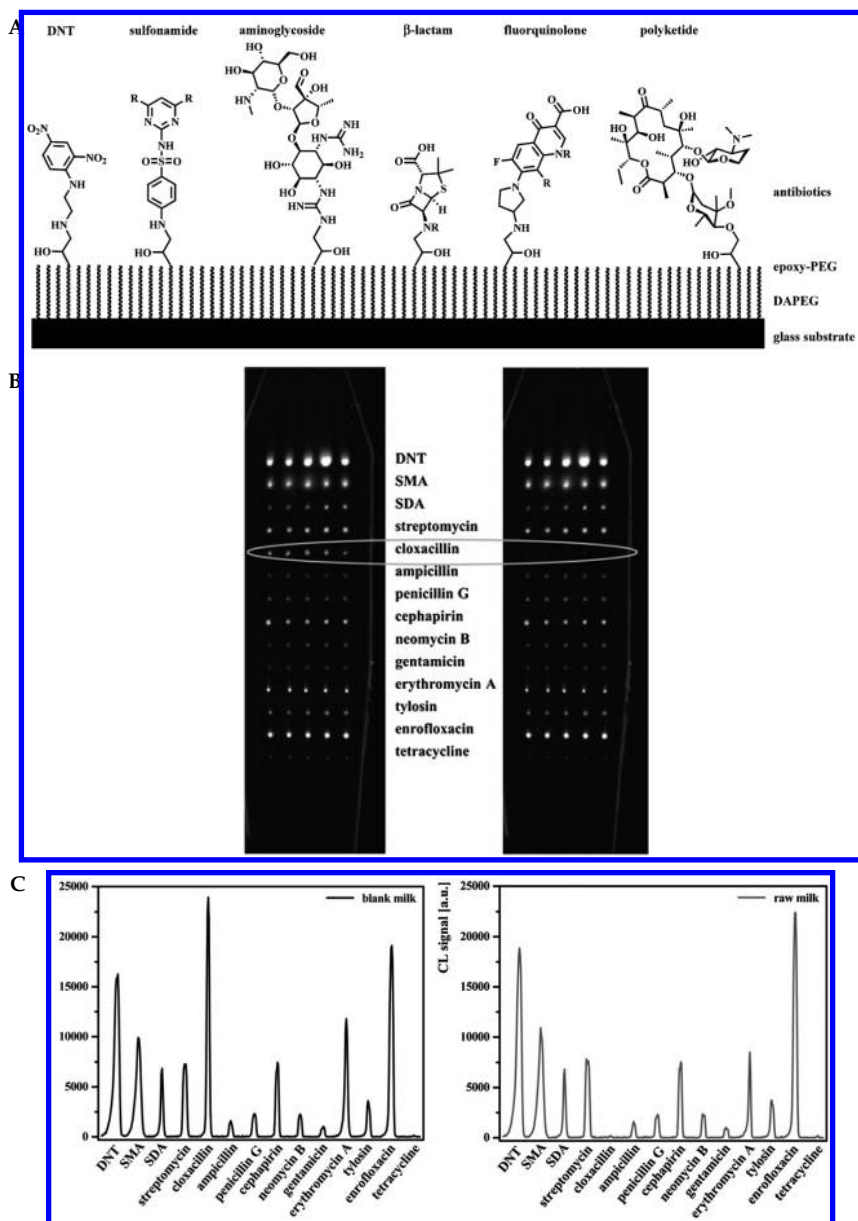 A
DNT sulfonamide aminoglycoside β-lactam fluorquinolone polyketide
antibiotics
epoxy-PEG
DAPEG
glass substrate
B
DNT
SMA
SDA
streptomycin
cloxacillin
ampicillin
penicillin G
cephapirin
neomycin B
gentamicin
erythromycin A
tylosin
enrofloxacin
tetracycline
C
25000
20000
15000
10000
5000
0
blank milk
DNT
SMA
SDA
streptomycin
cloxacillin
ampicillin
penicillin G
cephapirin
neomycin B
gentamicin
erythromycin A
tylosin
enrofloxacin
tetracycline
CL signal [a.u.]
25000
20000
15000
10000
5000
0
raw milk
DNT
SMA
SDA
streptomycin
cloxacillin
ampicillin
penicillin G
cephapirin
neomycin B
gentamicin
erythromycin A
tylosin
enrofloxacin
tetracycline